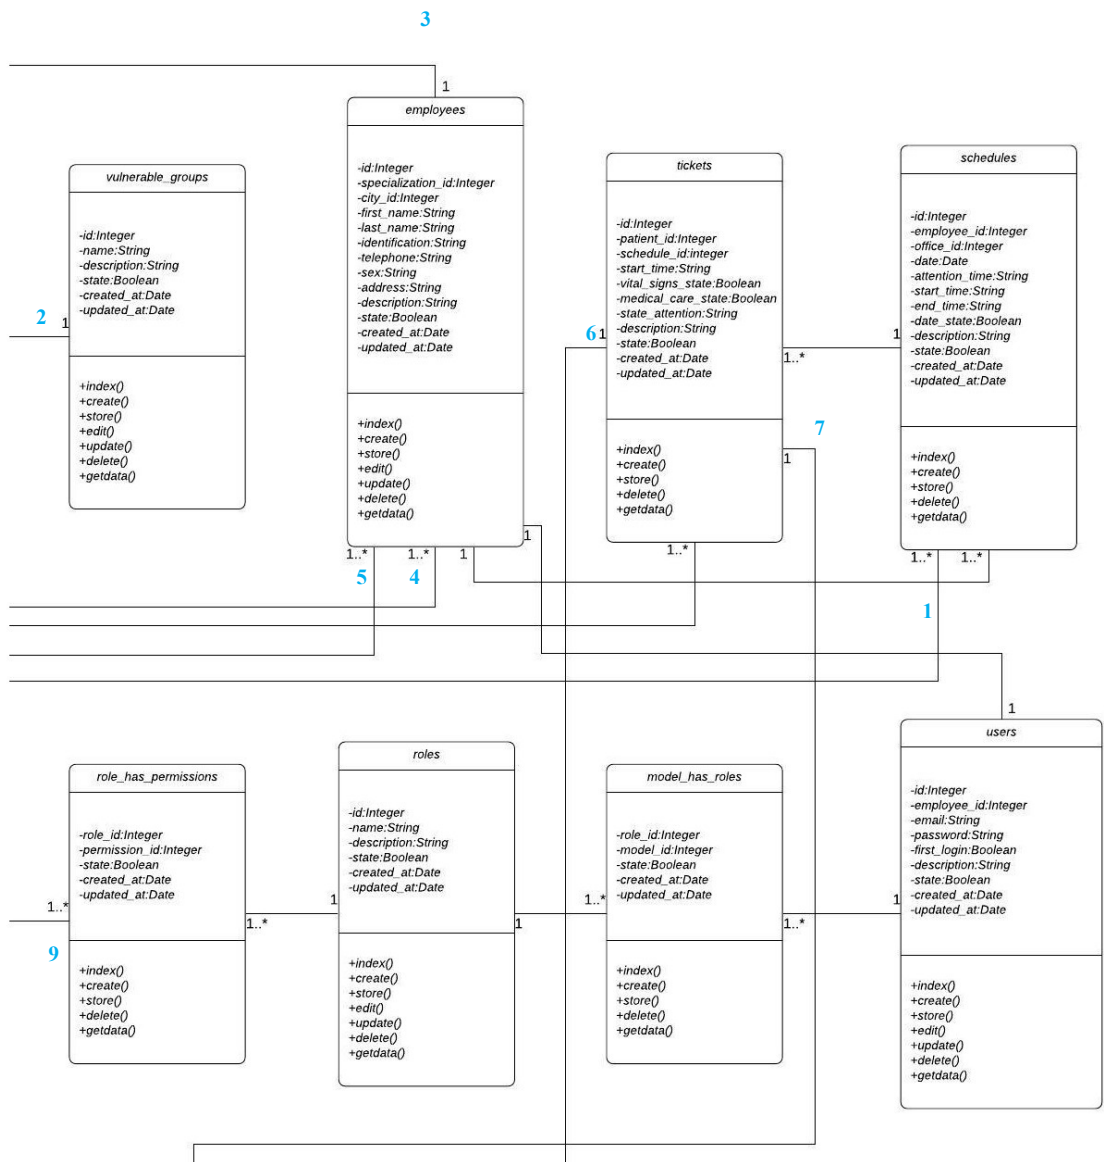 3
1
employees
-id:Integer
-specialization_id:Integer
-city_id:Integer
-first_name:String
-last_name:String
-identification:String
-telephone:String
-sex:String
-address:String
-description:String
-state:Boolean
-created_at:Date
-updated_at:Date
+index()
+create()
+store()
+edit()
+update()
+delete()
+getdata()
1..*
1..*
1
1
5
4
vulnerable_groups
-id:Integer
-name:String
-description:String
-state:Boolean
-created_at:Date
-updated_at:Date
2
1
+index()
+create()
+store()
+edit()
+update()
+delete()
+getdata()
tickets
-id:Integer
-patient_id:Integer
-schedule_id:integer
-start_time:String
-vital_signs_state:Boolean
-medical_care_state:Boolean
-state_attention:String
-description:String
-state:Boolean
-created_at:Date
-updated_at:Date
6
1
1..*
7
1
+index()
+create()
+store()
+delete()
+getdata()
1..*
schedules
-id:Integer
-employee_id:Integer
-office_id:Integer
-date:Date
-attention_time:String
-start_time:String
-end_time:String
-date_state:Boolean
-description:String
-state:Boolean
-created_at:Date
-updated_at:Date
1
+index()
+create()
+store()
+delete()
+getdata()
1..*
1..*
1
role_has_permissions
-role_id:Integer
-permission_id:Integer
-state:Boolean
-created_at:Date
-updated_at:Date
1..*
1..*
9
+index()
+create()
+store()
+delete()
+getdata()
roles
-id:Integer
-name:String
-description:String
-state:Boolean
-created_at:Date
-updated_at:Date
1
1
+index()
+create()
+store()
+edit()
+update()
+delete()
+getdata()
model_has_roles
-role_id:Integer
-model_id:Integer
-state:Boolean
-created_at:Date
-updated_at:Date
1..*
1..*
+index()
+create()
+store()
+delete()
+getdata()
1
users
-id:Integer
-employee_id:Integer
-email:String
-password:String
-first_login:Boolean
-description:String
-state:Boolean
-created_at:Date
-updated_at:Date
1
+index()
+create()
+store()
+edit()
+update()
+delete()
+getdata()